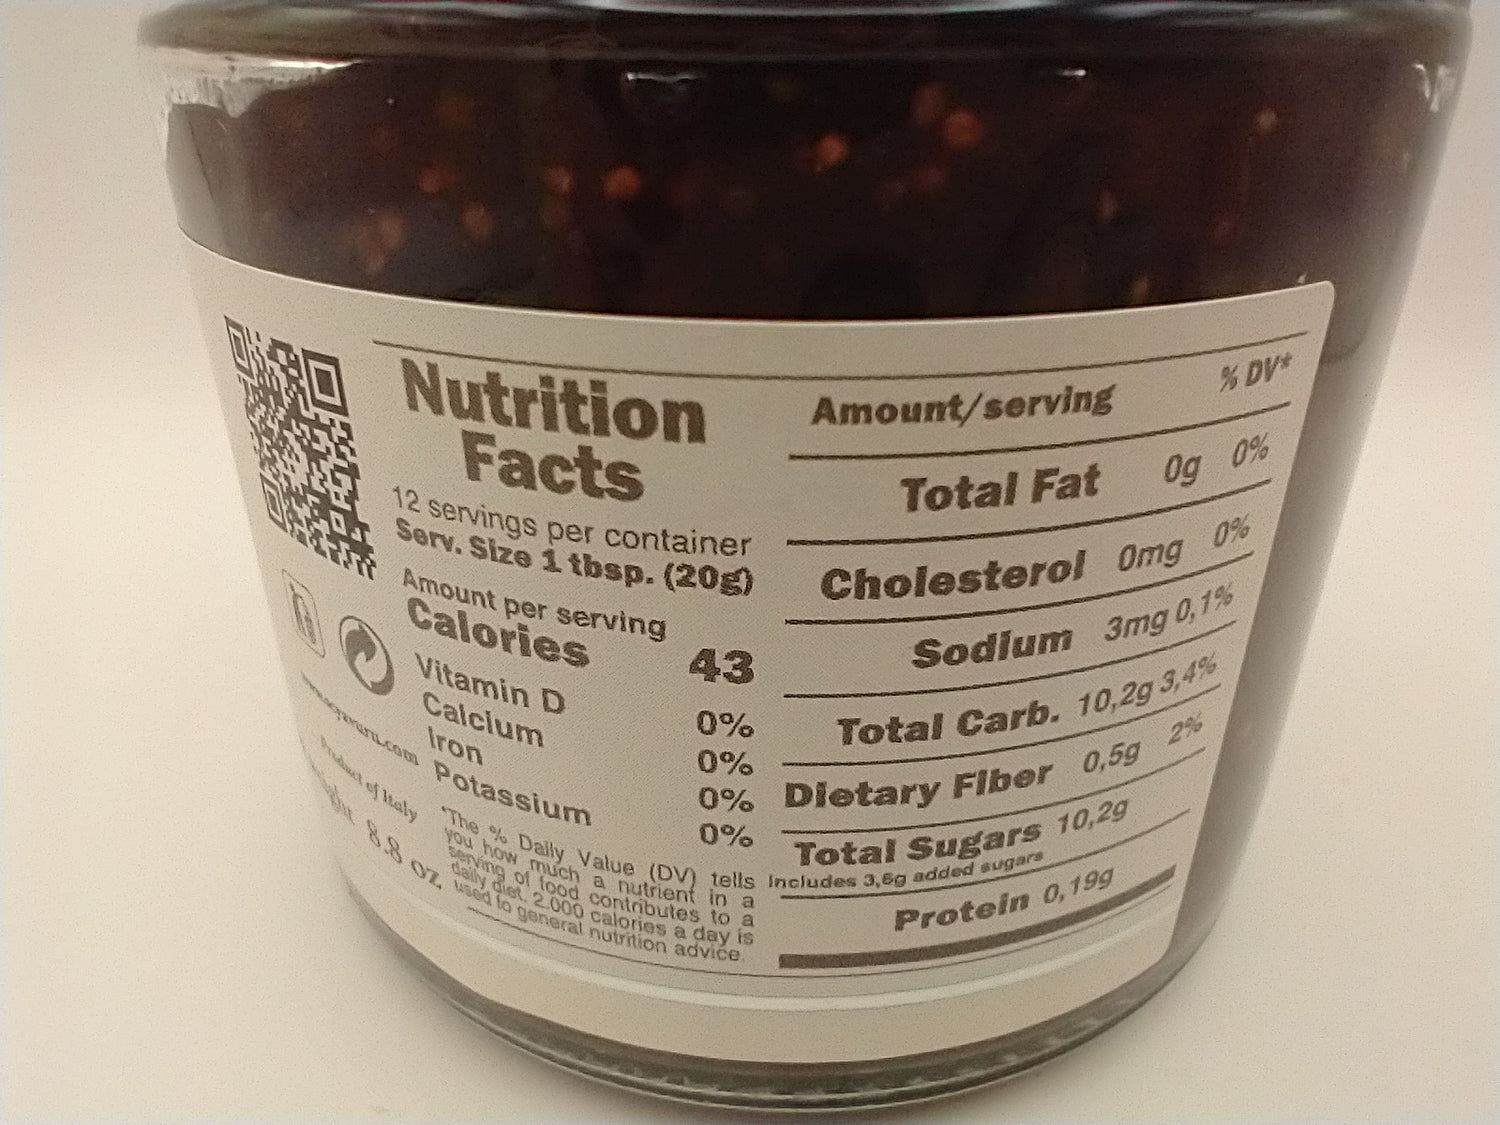 Nutrition
Facts
12 servings per container
Serv. Size 1 tbsp. (20g)
Amount per serving
Calories 43
Vitamin D 0%
Calcium 0%
Iron 0%
Potassium 0%
*The % Daily Value (DV) tells
you how much a nutrient in a
serving of food contributes to a
daily diet. 2.000 calories a day is
used to general nutrition advice.
Amount/serving % DV*
Total Fat 0g 0%
Cholesterol 0mg 0%
Sodium 3mg 0,1%
Total Carb. 10,2g 3,4%
Dietary Fiber 0,5g 2%
Total Sugars 10,2g
Includes 3,6g added sugars
Protein 0,19g
Product of Italy
8.8 oz